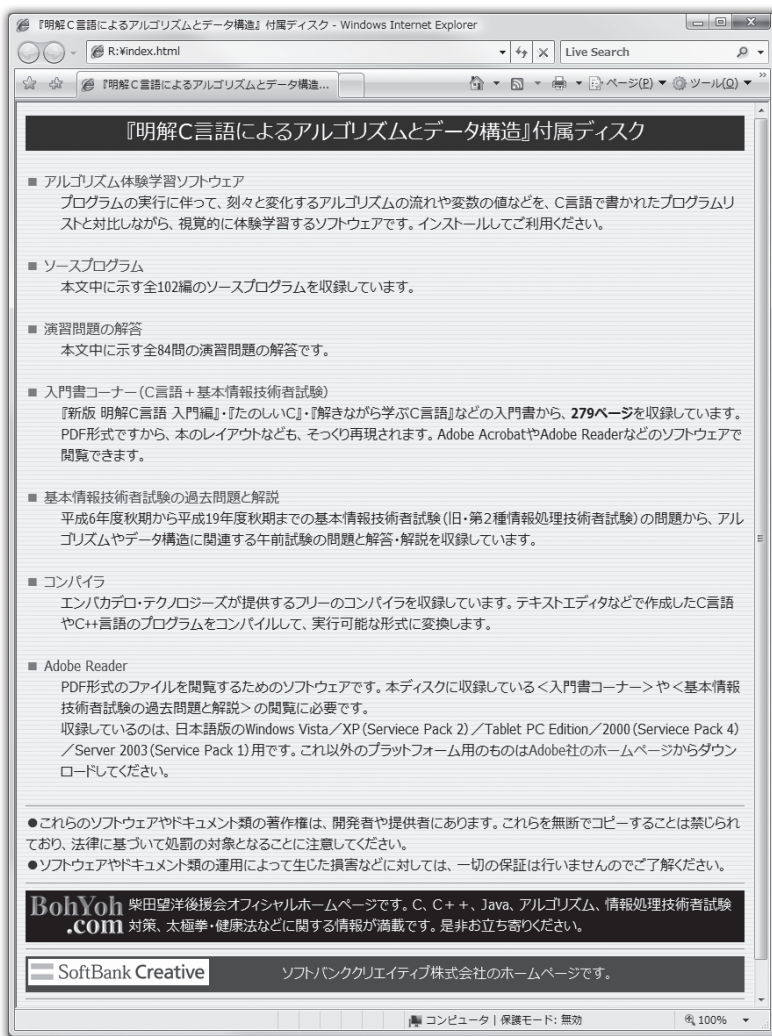 『明解C言語によるアルゴリズムとデータ構造』付属ディスク - Windows Internet Explorer
R:¥index.html
Live Search
『明解C言語によるアルゴリズムとデータ構造...
ページ(P)
ツール(O)
『明解C言語によるアルゴリズムとデータ構造』付属ディスク
■ アルゴリズム体験学習ソフトウェア
プログラムの実行に伴って、刻々と変化するアルゴリズムの流れや変数の値などを、C言語で書かれたプログラムリ
ストと対比しながら、視覚的に体験学習するソフトウェアです。インストールしてご利用ください。
■ ソースプログラム
本文中に示す全102編のソースプログラムを収録しています。
■ 演習問題の解答
本文中に示す全84問の演習問題の解答です。
■ 入門書コーナー(C言語+基本情報技術者試験)
『新版 明解C言語 入門編』・『たのしいC』・『解きながら学ぶC言語』などの入門書から、279ページを収録しています。
PDF形式ですから、本のレイアウトなども、そっくり再現されます。Adobe AcrobatやAdobe Readerなどのソフトウェアで
閲覧できます。
■ 基本情報技術者試験の過去問題と解説
平成6年度秋期から平成19年度秋期までの基本情報技術者試験(旧・第2種情報処理技術者試験)の問題から、アル
ゴリズムやデータ構造に関連する午前試験の問題と解答・解説を収録しています。
■ コンパイラ
エンバカデロ・テクノロジーズが提供するフリーのコンパイラを収録しています。テキストエディタなどで作成したC言語
やC++言語のプログラムをコンパイルして、実行可能な形式に変換します。
■ Adobe Reader
PDF形式のファイルを閲覧するためのソフトウェアです。本ディスクに収録している<入門書コーナー>や<基本情報
技術者試験の過去問題と解説>の閲覧に必要です。
収録しているのは、日本語版のWindows Vista/XP(Serviece Pack 2)/Tablet PC Edition/2000(Serviece Pack 4)
/Server 2003(Service Pack 1)用です。これ以外のプラットフォーム用のものはAdobe社のホームページからダウン
ロードしてください。
●これらのソフトウェアやドキュメント類の著作権は、開発者や提供者にあります。これらを無断でコピーすることは禁じられ
ており、法律に基づいて処罰の対象となることに注意してください。
●ソフトウェアやドキュメント類の運用によって生じた損害などに対しては、一切の保証は行いませんのでご了解ください。
BohYoh.com
柴田望洋後援会オフィシャルホームページです。C、C++、Java、アルゴリズム、情報処理技術者試験
対策、太極拳・健康法などに関する情報が満載です。是非お立ち寄りください。
SoftBank Creative ソフトバンククリエイティブ株式会社のホームページです。
コンピュータ | 保護モード: 無効 100%